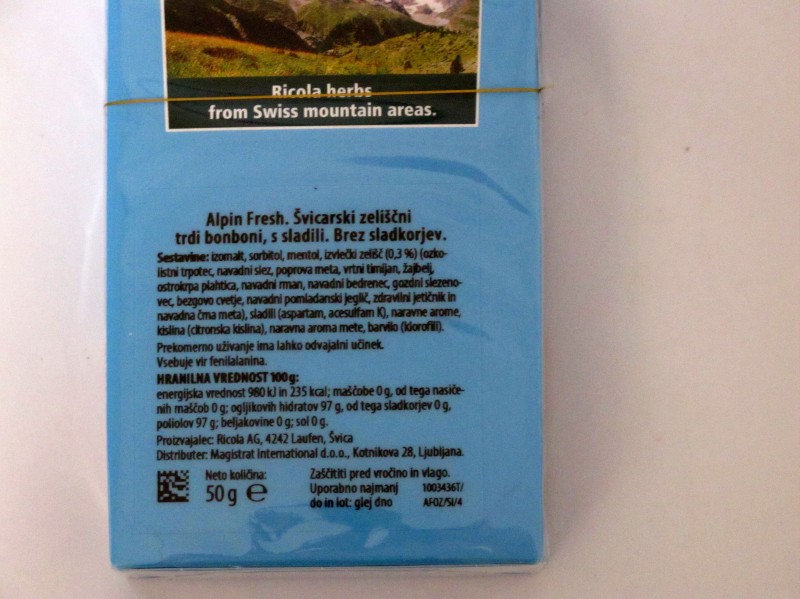 Ricola herbs
from Swiss mountain areas.
Alpin Fresh. Švicarski zeliščni
trdi bonboni, s sladili. Brez sladkorjev.
Sestavine: izomalt, sorbitol, mentol, izvlečki zelišč (0,3 %) (ozko-
listni trpotec, navadni slez, poprova meta, vrtni timijan, žajbelj,
ostrokrpa plahtica, navadni rman, navadni bedrenec, gozdni slezeno-
vec, bezgovo cvetje, navadni pomladanski jeglič, zdravilni jetičnik in
navadna črna meta), sladili (aspartam, acesulfam K), naravne arome,
kislina (citronska kislina), naravna aroma mete, barvilo (klorofili).
Prekomerno uživanje ima lahko odvajalni učinek.
Vsebuje vir fenilalanina.
HRANILNA VREDNOST 100 g:
energijska vrednost 980 kJ in 235 kcal; maščobe 0 g, od tega nasiče-
nih maščob 0 g; ogljikovih hidratov 97 g, od tega sladkorjev 0 g,
poliolov 97 g; beljakovine 0 g; sol 0 g.
Proizvajalec: Ricola AG, 4242 Laufen, Švica
Distributer: Magistrat International d.o.o., Kotnikova 28, Ljubljana.
Neto količina: Zaščititi pred vročino in vlago.
50 g ℮ Uporabno najmanj 1003436T/
do in lot: glej dno AFOZ/SI/4